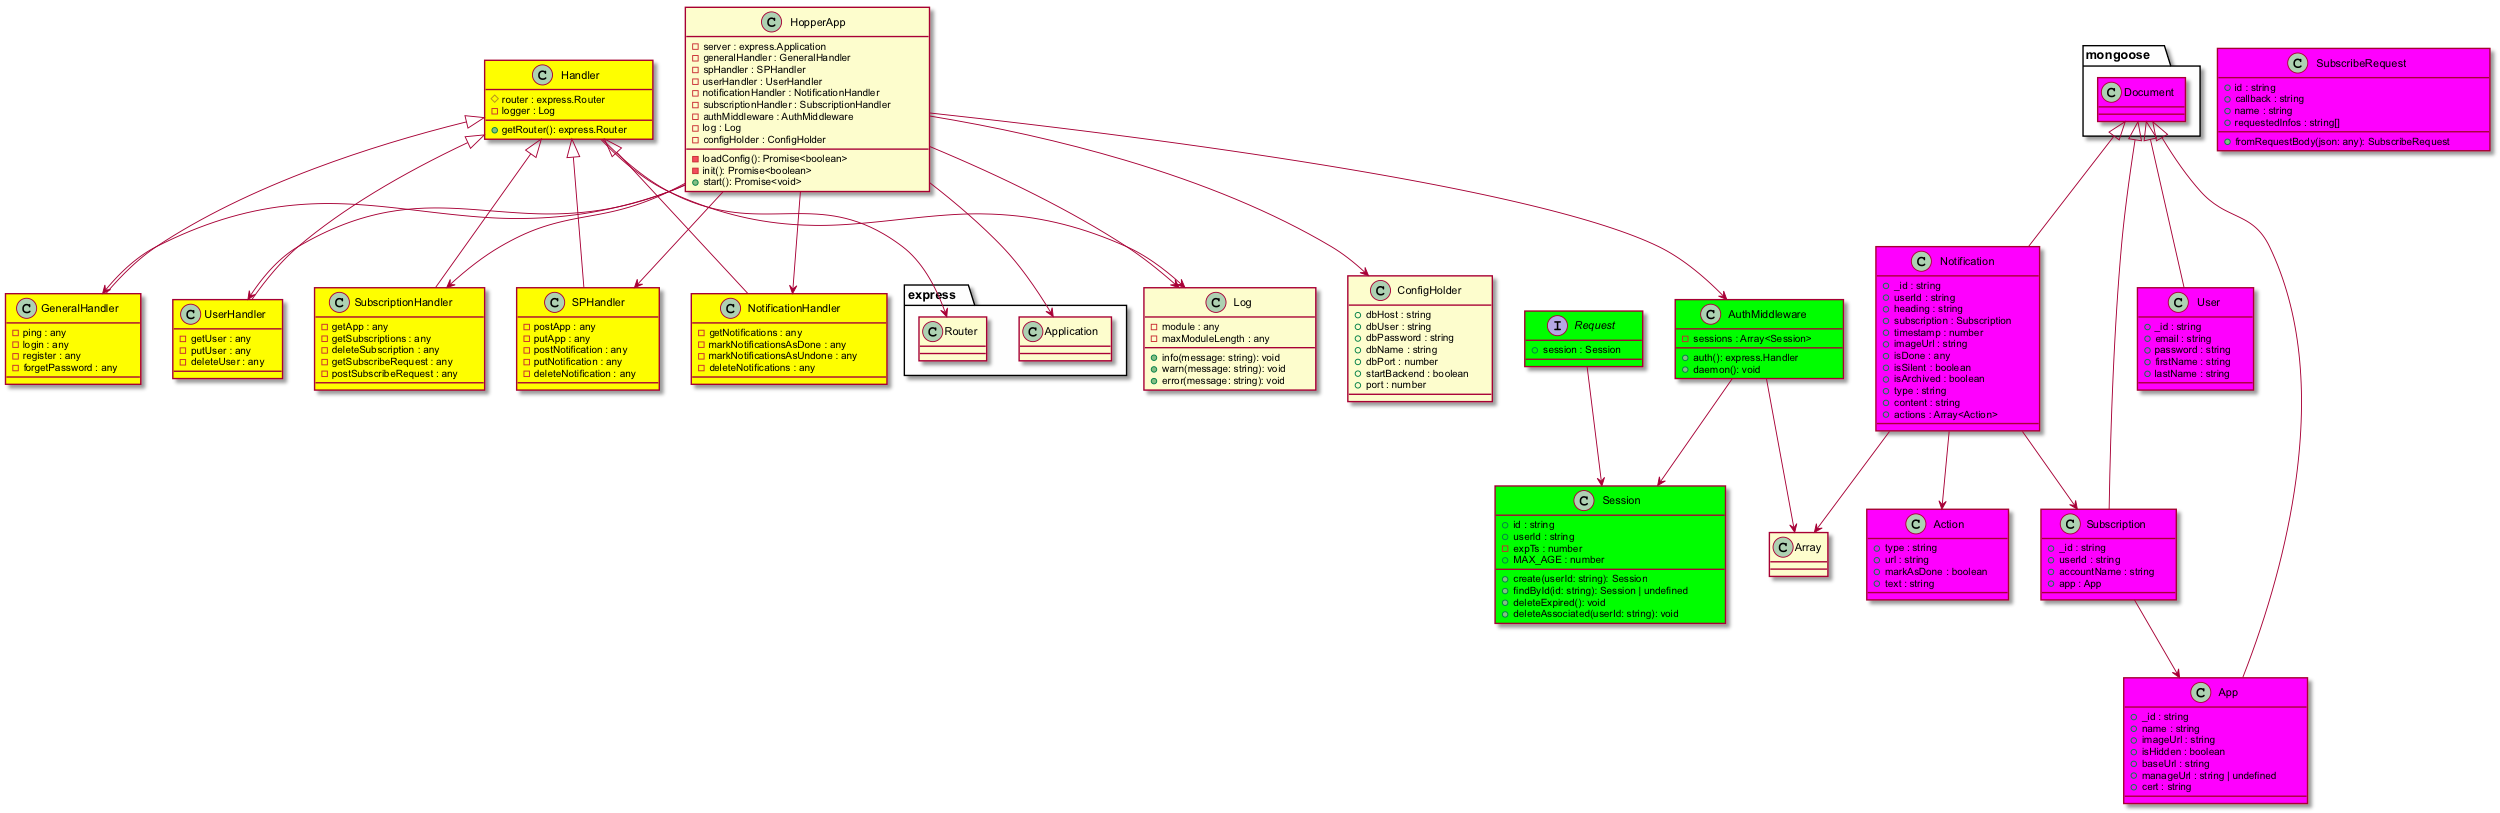 HopperApp
server : express.Application
generalHandler : GeneralHandler
spHandler : SPHandler
userHandler : UserHandler
notificationHandler : NotificationHandler
subscriptionHandler : SubscriptionHandler
authMiddleware : AuthMiddleware
log : Log
configHolder : ConfigHolder
loadConfig(): Promise<boolean>
init(): Promise<boolean>
start(): Promise<void>
Handler
router : express.Router
logger : Log
getRouter(): express.Router
mongoose
Document
SubscribeRequest
id : string
callback : string
name : string
requestedInfos : string[]
fromRequestBody(json: any): SubscribeRequest
GeneralHandler
ping : any
login : any
register : any
forgetPassword : any
UserHandler
getUser : any
putUser : any
deleteUser : any
SubscriptionHandler
getApp : any
getSubscriptions : any
deleteSubscription : any
getSubscribeRequest : any
postSubscribeRequest : any
SPHandler
postApp : any
putApp : any
postNotification : any
putNotification : any
deleteNotification : any
NotificationHandler
getNotifications : any
markNotificationsAsDone : any
markNotificationsAsUndone : any
deleteNotifications : any
express
Router
Application
Log
module : any
maxModuleLength : any
info(message: string): void
warn(message: string): void
error(message: string): void
ConfigHolder
dbHost : string
dbUser : string
dbPassword : string
dbName : string
dbPort : number
startBackend : boolean
port : number
Request
session : Session
AuthMiddleware
sessions : Array<Session>
auth(): express.Handler
daemon(): void
Notification
_id : string
userId : string
heading : string
subscription : Subscription
timestamp : number
imageUrl : string
isDone : any
isSilent : boolean
isArchived : boolean
type : string
content : string
actions : Array<Action>
User
_id : string
email : string
password : string
firstName : string
lastName : string
Session
id : string
userId : string
expTs : number
MAX_AGE : number
create(userId: string): Session
findById(id: string): Session | undefined
deleteExpired(): void
deleteAssociated(userId: string): void
Array
Action
type : string
url : string
markAsDone : boolean
text : string
Subscription
_id : string
userId : string
accountName : string
app : App
App
_id : string
name : string
imageUrl : string
isHidden : boolean
baseUrl : string
manageUrl : string | undefined
cert : string